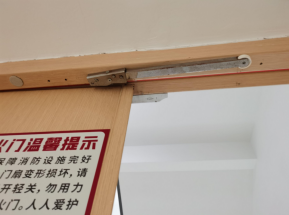 火门温馨提示
保障消防设施完好
门扇变形损坏，请
开轻关，勿用力
火门。人人爱护